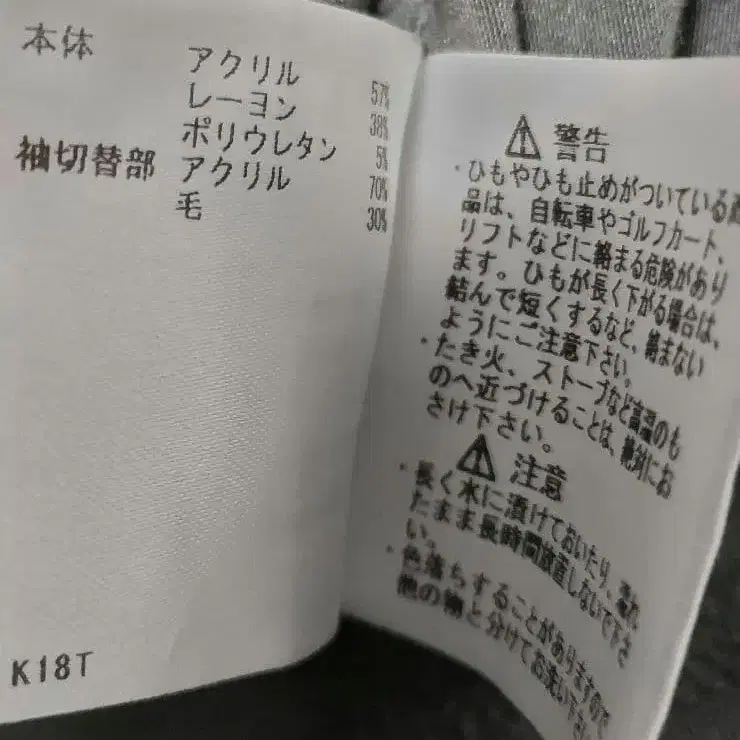 本体 アクリル 57%
レーヨン 38%
ポリウレタン 5%
袖切替部 アクリル 70%
毛 30%
K18T
⚠ 警告
・ひもやひも止めがついている商
品は、自転車やゴルフカート、
リフトなどに絡まる危険があり
ます。ひもが長く下がる場合は、
結んで短くするなど、絡まない
ようにご注意下さい。
・たき火、ストーブなど高温のも
のへ近づけることは、絶対にお
さけ下さい。
⚠ 注意
・長く水に漬けておいたり、濡れ
たまま長時間放置しないで下さ
い。
・色落ちすることがありますので
他の物と分けてお洗い下さい。